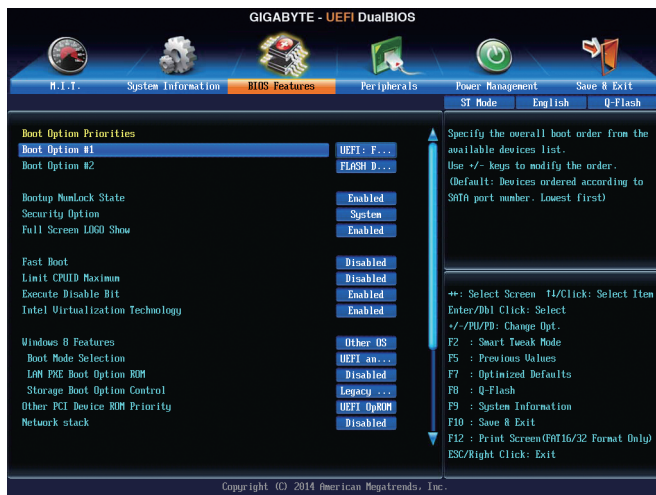 GIGABYTE - UEFI DualBIOS
M.I.T. System Information BIOS Features Peripherals Power Management Save & Exit
ST Mode English Q-Flash
Boot Option Priorities
Boot Option #1 UEFI: F...
Boot Option #2 FLASH D...
Bootup NumLock State Enabled
Security Option System
Full Screen LOGO Show Enabled
Fast Boot Disabled
Limit CPUID Maximum Disabled
Execute Disable Bit Enabled
Intel Virtualization Technology Enabled
Windows 8 Features Other OS
Boot Mode Selection UEFI an...
LAN PXE Boot Option ROM Disabled
Storage Boot Option Control Legacy ...
Other PCI Device ROM Priority UEFI OpROM
Network stack Disabled
Specify the overall boot order from the
available devices list.
Use +/- keys to modify the order.
(Default: Devices ordered according to
SATA port number. Lowest first)
→←: Select Screen ↑↓/Click: Select Item
Enter/Dbl Click: Select
+/-/PU/PD: Change Opt.
F2 : Smart Tweak Mode
F5 : Previous Values
F7 : Optimized Defaults
F8 : Q-Flash
F9 : System Information
F10 : Save & Exit
F12 : Print Screen(FAT16/32 Format Only)
ESC/Right Click: Exit
Copyright (C) 2014 American Megatrends, Inc.